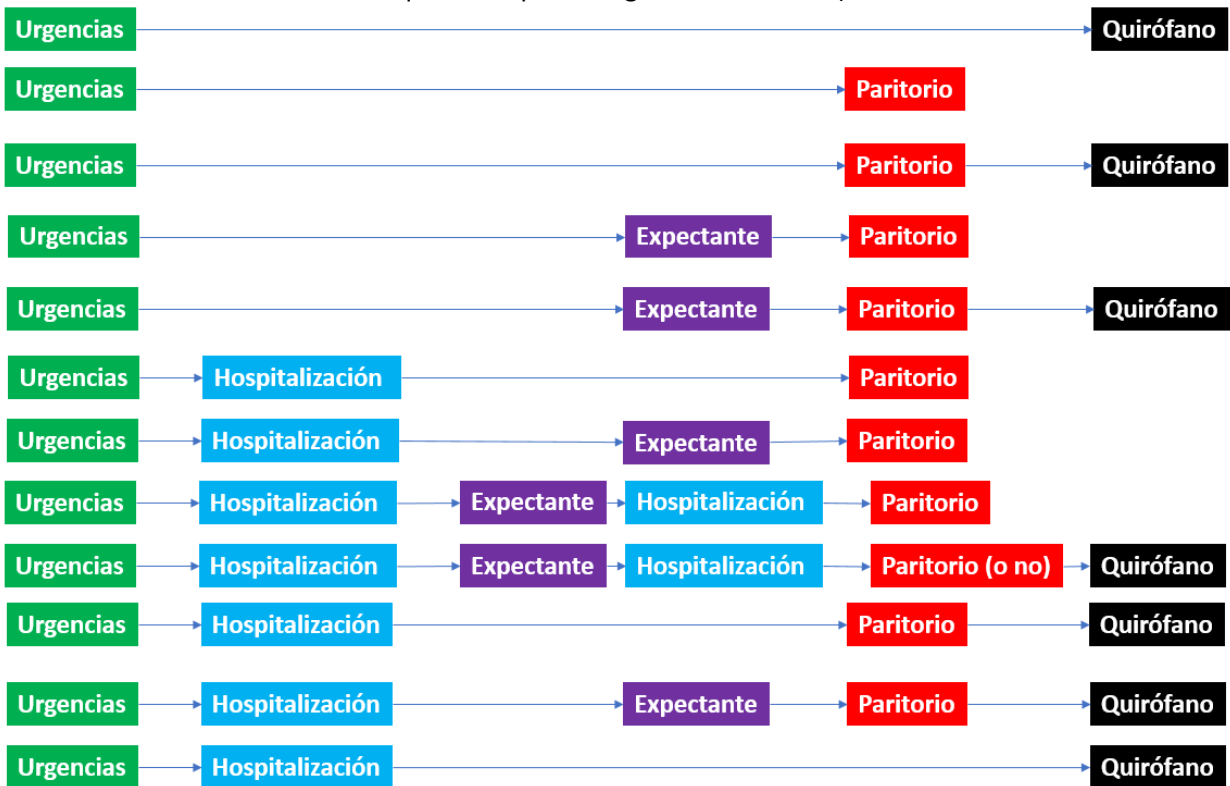 Urgencias Quirófano
Urgencias Paritorio
Urgencias Paritorio Quirófano
Urgencias Expectante Paritorio
Urgencias Expectante Paritorio Quirófano
Urgencias Hospitalización Paritorio
Urgencias Hospitalización Expectante Paritorio
Urgencias Hospitalización Expectante Hospitalización Paritorio
Urgencias Hospitalización Expectante Hospitalización Paritorio (o no) Quirófano
Urgencias Hospitalización Paritorio Quirófano
Urgencias Hospitalización Expectante Paritorio Quirófano
Urgencias Hospitalización Quirófano